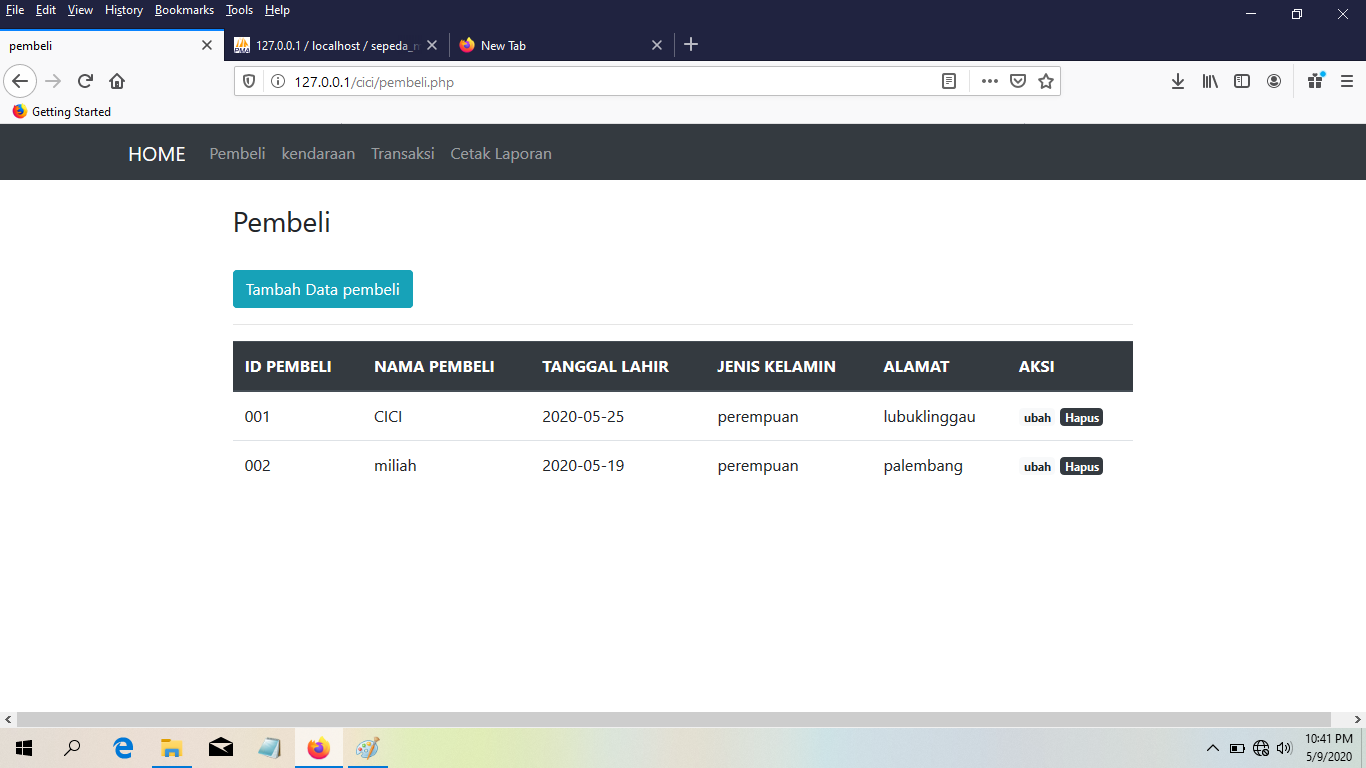 File Edit View History Bookmarks Tools Help
pembeli 127.0.0.1 / localhost / sepeda_m New Tab
127.0.0.1/cici/pembeli.php
Getting Started
HOME Pembeli kendaraan Transaksi Cetak Laporan
Pembeli
Tambah Data pembeli
ID PEMBELI NAMA PEMBELI TANGGAL LAHIR JENIS KELAMIN ALAMAT AKSI
001 CICI 2020-05-25 perempuan lubuklinggau ubah Hapus
002 miliah 2020-05-19 perempuan palembang ubah Hapus
10:41 PM
5/9/2020